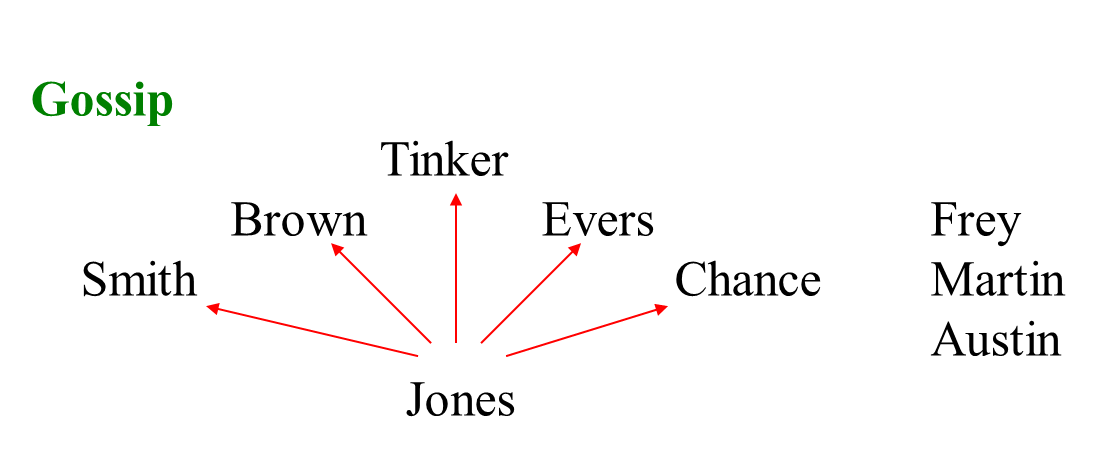 Gossip
Tinker
Brown
Evers
Frey
Smith
Chance
Martin
Austin
Jones